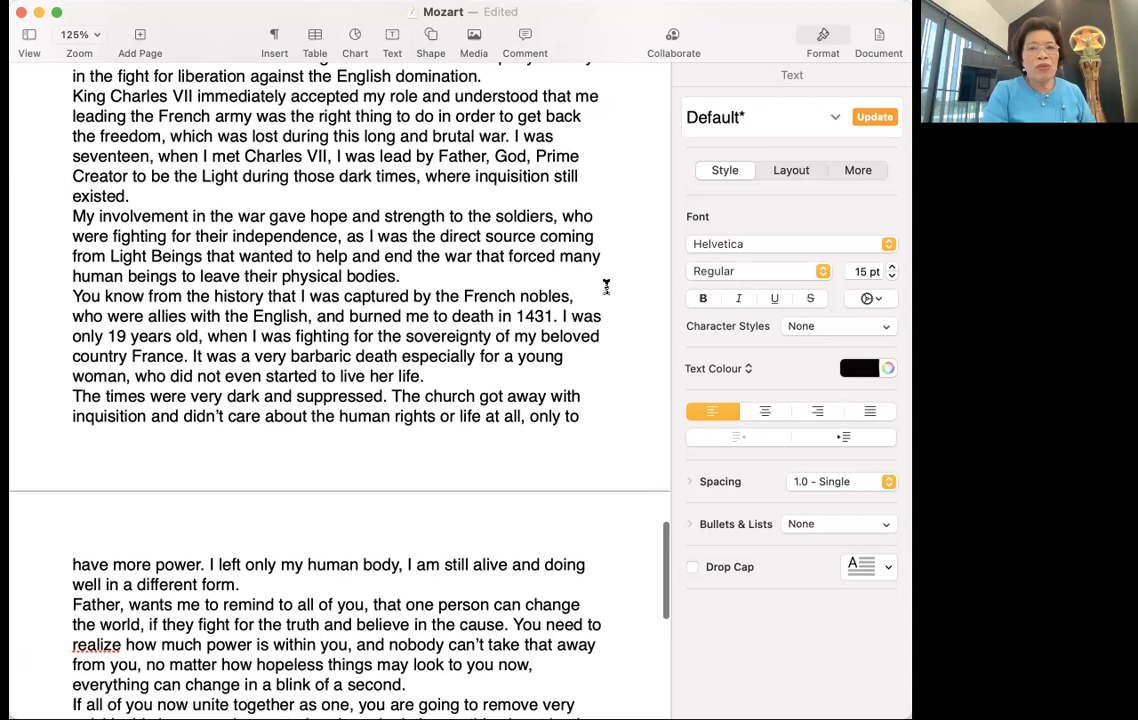 Mozart — Edited
125%
View
Zoom
Add Page
Insert
Table
Chart
Text
Shape
Media
Comment
Collaborate
Format
Document
in the fight for liberation against the English domination.
King Charles VII immediately accepted my role and understood that me
leading the French army was the right thing to do in order to get back
the freedom, which was lost during this long and brutal war. I was
seventeen, when I met Charles VII, I was lead by Father, God, Prime
Creator to be the Light during those dark times, where inquisition still
existed.
My involvement in the war gave hope and strength to the soldiers, who
were fighting for their independence, as I was the direct source coming
from Light Beings that wanted to help and end the war that forced many
human beings to leave their physical bodies.
You know from the history that I was captured by the French nobles,
who were allies with the English, and burned me to death in 1431. I was
only 19 years old, when I was fighting for the sovereignty of my beloved
country France. It was a very barbaric death especially for a young
woman, who did not even started to live her life.
The times were very dark and suppressed. The church got away with
inquisition and didn't care about the human rights or life at all, only to
have more power. I left only my human body, I am still alive and doing
well in a different form.
Father, wants me to remind to all of you, that one person can change
the world, if they fight for the truth and believe in the cause. You need to
realize how much power is within you, and nobody can't take that away
from you, no matter how hopeless things may look to you now,
everything can change in a blink of a second.
If all of you now unite together as one, you are going to remove very
Text
Default*
Update
Style
Layout
More
Font
Helvetica
Regular
15 pt
B
I
U
S
Character Styles
None
Text Colour
Spacing
1.0 - Single
Bullets & Lists
None
Drop Cap
A